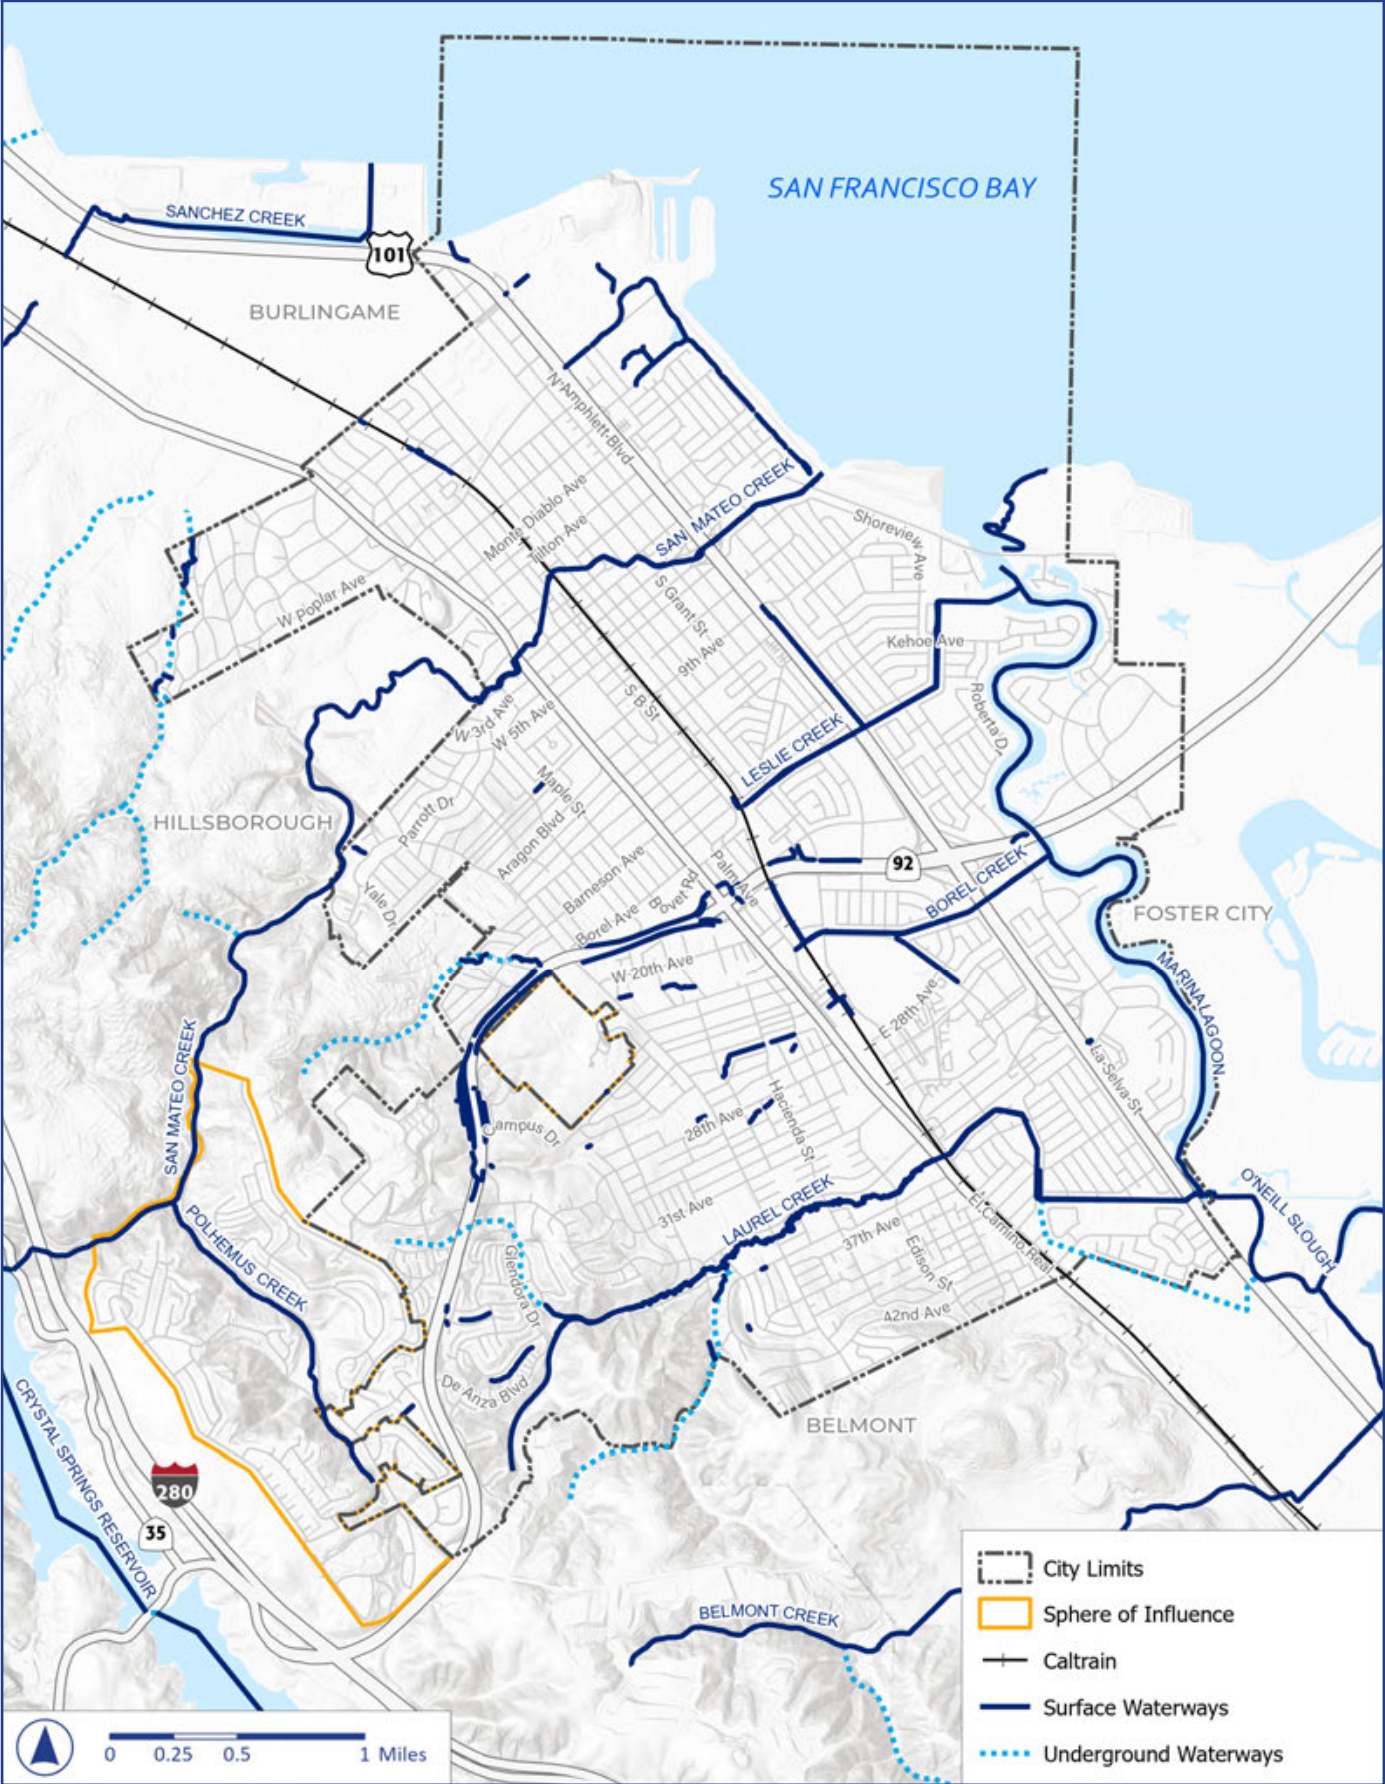 SAN FRANCISCO BAY
SANCHEZ CREEK
101
BURLINGAME
N Amphlett Blvd
Monte Diablo Ave
Tilton Ave
SAN MATEO CREEK
Shoreview Ave
W Poplar Ave
S Grant St
9th Ave
Kehoe Ave
S B St
Roberta Dr
W 3rd Ave
W 5th Ave
LESLIE CREEK
Maple St
Parrott Dr
HILLSBOROUGH
Aragon Blvd
Barneson Ave
Palm Ave
92
Bovet Rd
BOREL CREEK
Yale Dr
Borel Ave
FOSTER CITY
W 20th Ave
MARINA LAGOON
E 28th Ave
La Selva St
SAN MATEO CREEK
Campus Dr
28th Ave
Hacienda St
O'NEILL SLOUGH
POLHEMUS CREEK
31st Ave
LAUREL CREEK
37th Ave
El Camino Real
Edison St
Glendora Dr
42nd Ave
De Anza Blvd
BELMONT
CRYSTAL SPRINGS RESERVOIR
280
35
BELMONT CREEK
City Limits
Sphere of Influence
Caltrain
Surface Waterways
Underground Waterways
0 0.25 0.5 1 Miles